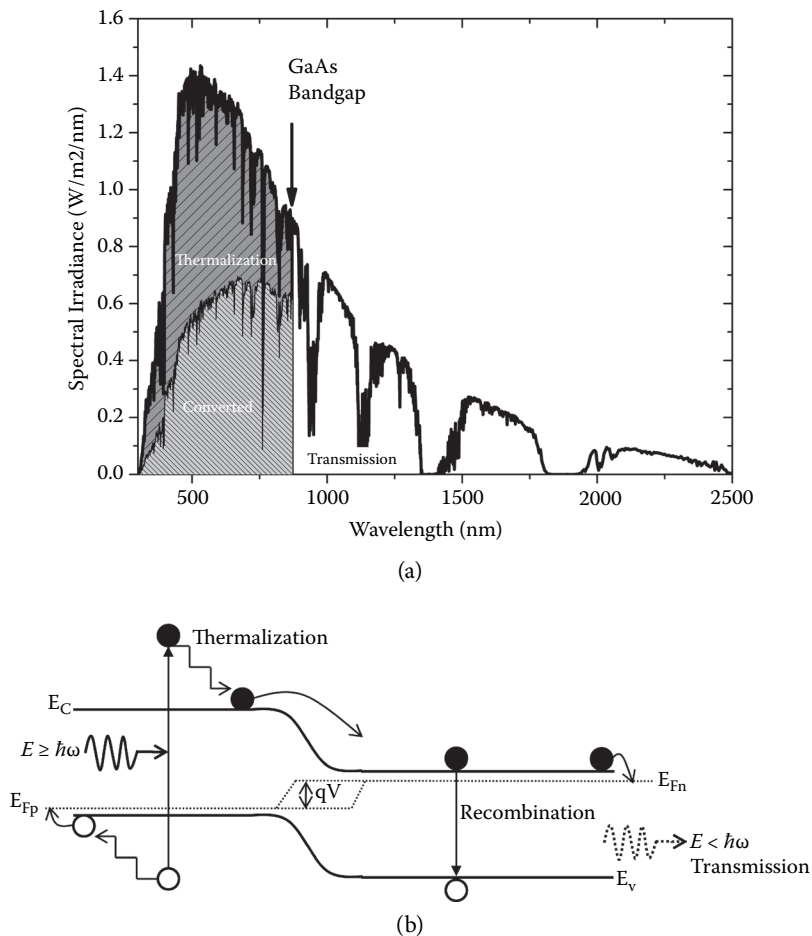 1.6
1.4
1.2
1.0
0.8
0.6
0.4
0.2
0.0
Spectral Irradiance (W/m2/nm)
GaAs
Bandgap
Thermalization
Converted
Transmission
500
1000
1500
2000
2500
Wavelength (nm)
(a)
Thermalization
E_C
E ≥ ħω
E_Fp
qV
E_Fn
Recombination
E < ħω
Transmission
E_v
(b)